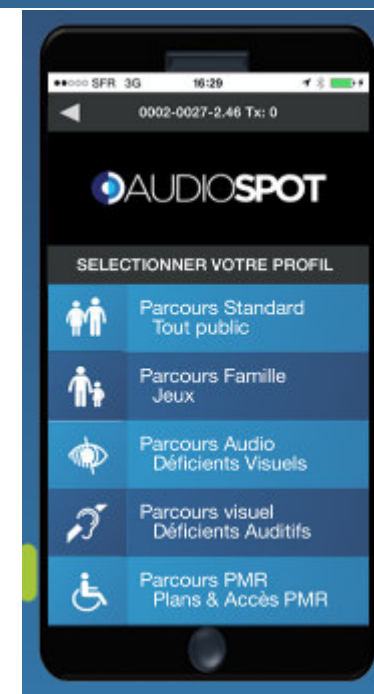 SFR 3G 16:29
0002-0027-2.46 Tx: 0
AUDIOSPOT
SELECTIONNER VOTRE PROFIL
Parcours Standard
Tout public
Parcours Famille
Jeux
Parcours Audio
Déficients Visuels
Parcours visuel
Déficients Auditifs
Parcours PMR
Plans & Accès PMR